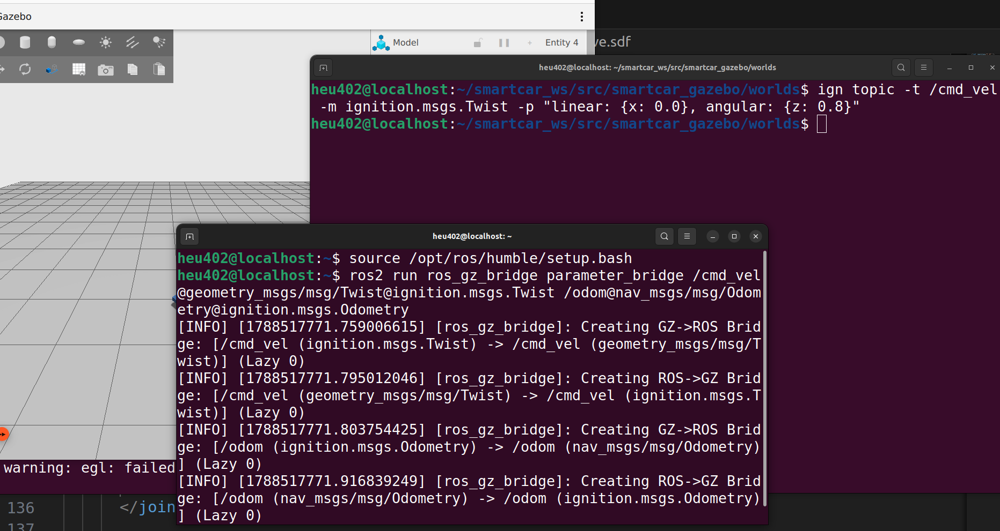 Gazebo
Model
Entity 4
ve.sdf
heu402@localhost: ~/smartcar_ws/src/smartcar_gazebo/worlds
heu402@localhost:~/smartcar_ws/src/smartcar_gazebo/worlds$ ign topic -t /cmd_vel
-m ignition.msgs.Twist -p "linear: {x: 0.0}, angular: {z: 0.8}"
heu402@localhost:~/smartcar_ws/src/smartcar_gazebo/worlds$
heu402@localhost: ~
heu402@localhost:~$ source /opt/ros/humble/setup.bash
heu402@localhost:~$ ros2 run ros_gz_bridge parameter_bridge /cmd_vel
@geometry_msgs/msg/Twist@ignition.msgs.Twist /odom@nav_msgs/msg/Odom
etry@ignition.msgs.Odometry
[INFO] [1788517771.759006615] [ros_gz_bridge]: Creating GZ->ROS Brid
ge: [/cmd_vel (ignition.msgs.Twist) -> /cmd_vel (geometry_msgs/msg/T
wist)] (Lazy 0)
[INFO] [1788517771.795012046] [ros_gz_bridge]: Creating ROS->GZ Brid
ge: [/cmd_vel (geometry_msgs/msg/Twist) -> /cmd_vel (ignition.msgs.T
wist)] (Lazy 0)
[INFO] [1788517771.803754425] [ros_gz_bridge]: Creating GZ->ROS Brid
ge: [/odom (ignition.msgs.Odometry) -> /odom (nav_msgs/msg/Odometry)
] (Lazy 0)
[INFO] [1788517771.916839249] [ros_gz_bridge]: Creating ROS->GZ Brid
ge: [/odom (nav_msgs/msg/Odometry) -> /odom (ignition.msgs.Odometry)
] (Lazy 0)
warning: egl: failed
136 </join
137